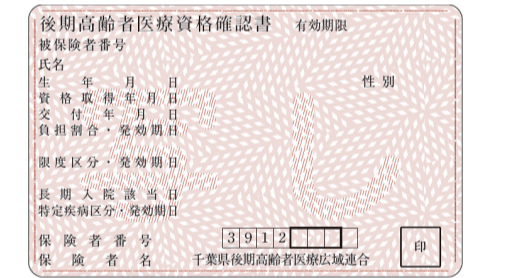 後期高齢者医療資格確認書 有効期限
被保険者番号
氏名
生年月日 性別
資格取得年月日
交付年月日
負担割合・発効期日
限度区分・発効期日
長期入院該当日
特定疾病区分・発効期日
保険者番号 3912
保険者名 千葉県後期高齢者医療広域連合 印